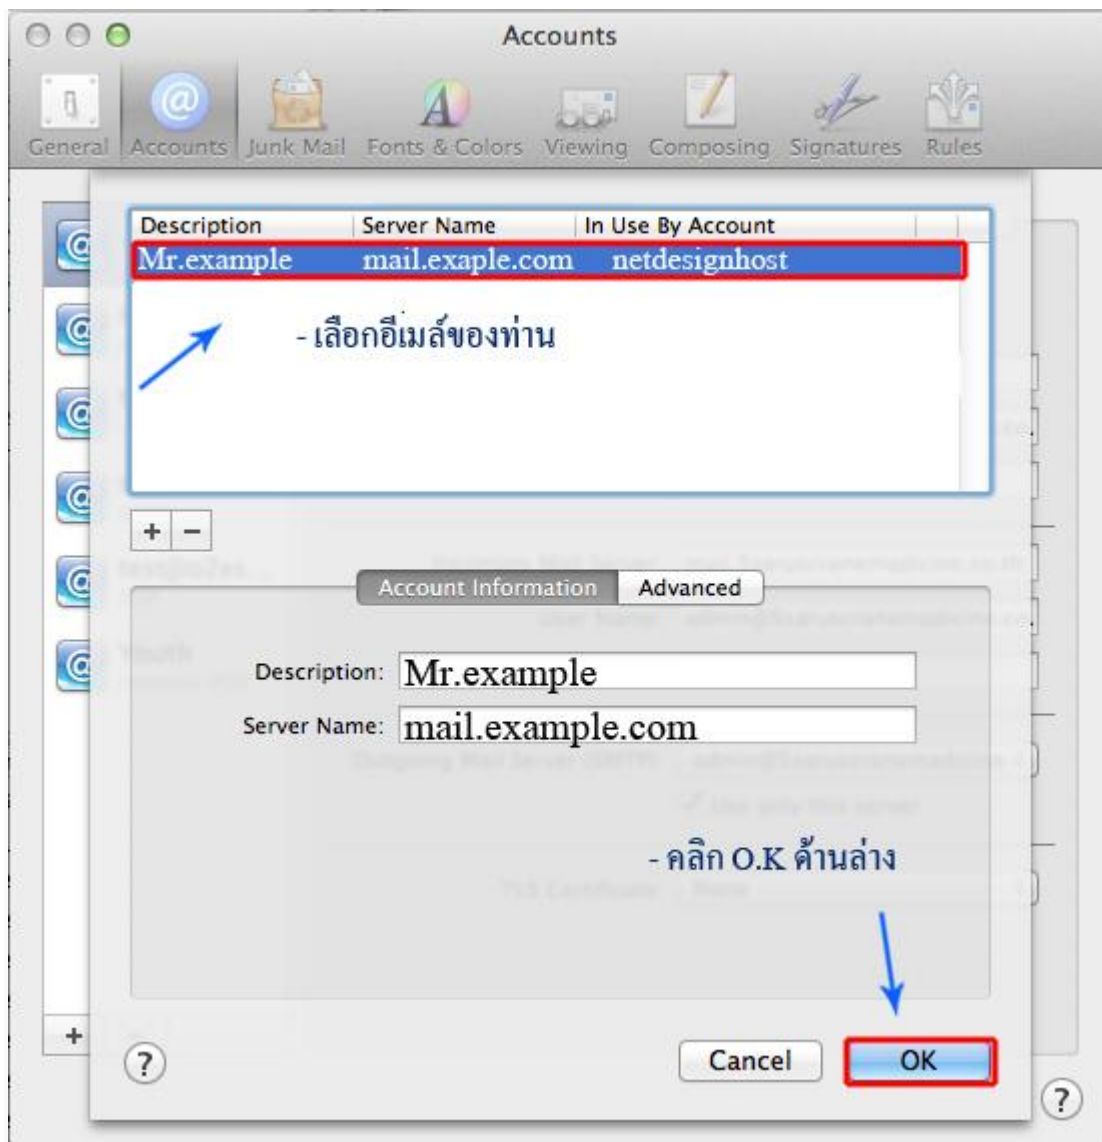 Accounts
General Accounts Junk Mail Fonts & Colors Viewing Composing Signatures Rules
Description Server Name In Use By Account
Mr.example mail.exaple.com netdesignhost
- เลือกอีเมล์ของท่าน
+ −
Account Information Advanced
Description: Mr.example
Server Name: mail.example.com
- คลิก O.K ด้านล่าง
+
? Cancel OK
?